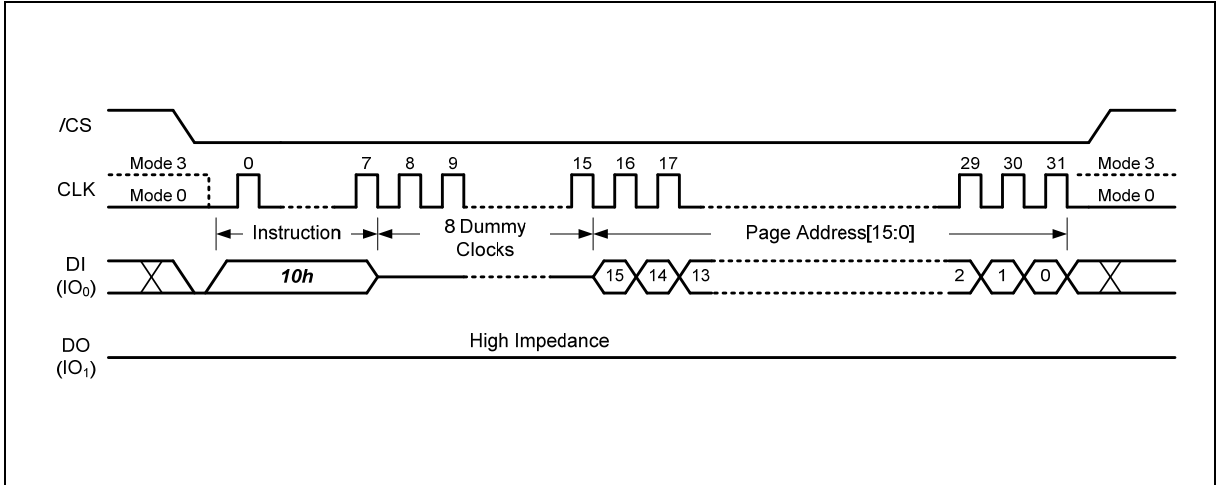 /CS
Mode 3 0 7 8 9 15 16 17 29 30 31 Mode 3
CLK
Mode 0 Mode 0
Instruction 8 Dummy Clocks Page Address[15:0]
DI
(IO₀)
10h 15 14 13 2 1 0
High Impedance
DO
(IO₁)